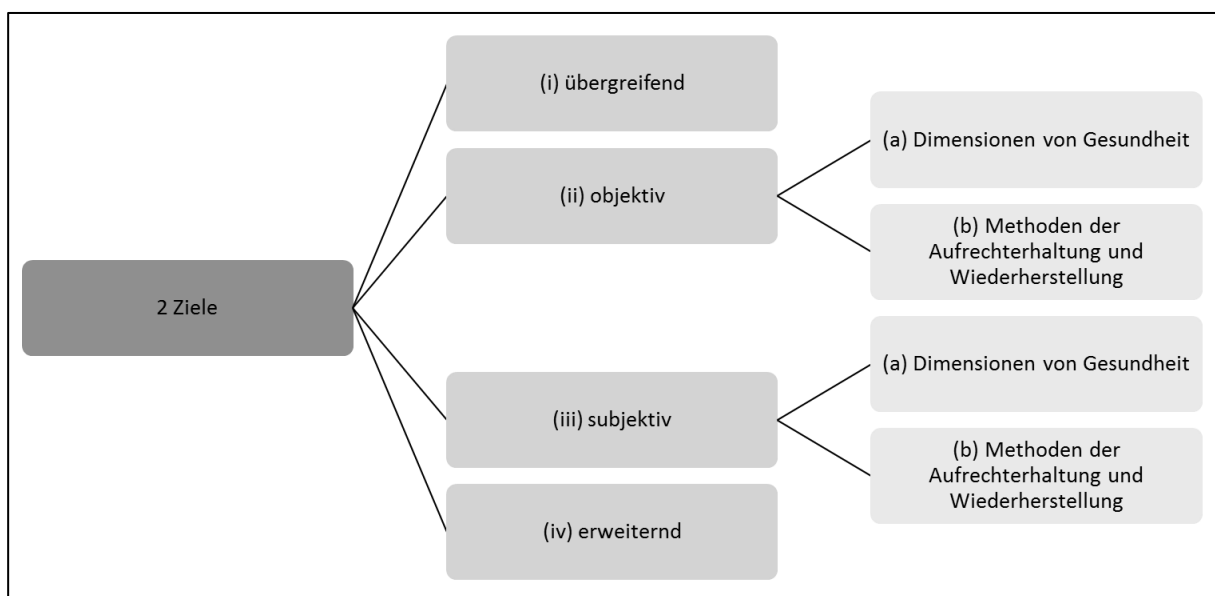 2 Ziele
(i) übergreifend
(ii) objektiv
(a) Dimensionen von Gesundheit
(b) Methoden der
Aufrechterhaltung und
Wiederherstellung
(iii) subjektiv
(a) Dimensionen von Gesundheit
(b) Methoden der
Aufrechterhaltung und
Wiederherstellung
(iv) erweiternd